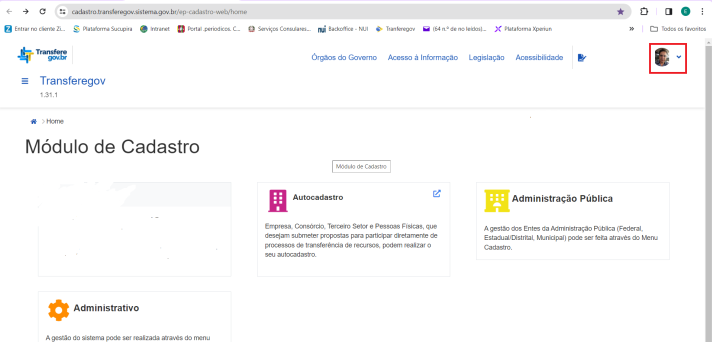 cadastro.transferegov.sistema.gov.br/ep-cadastro-web/home
Entrar no cliente Zi... Plataforma Sucupira Intranet Portal .periodicos. C... Serviços Consulares... nuj Backoffice - NUI Tranferegov (64 n.º de no leídos)... Plataforma Xperiun » Todos os favoritos
Transfere
gov.br
Órgãos do Governo Acesso à Informação Legislação Acessibilidade
Transferegov
1.31.1
Home
Módulo de Cadastro
Módulo de Cadastro
Autocadastro
Empresa, Consórcio, Terceiro Setor e Pessoas Físicas, que
desejam submeter propostas para participar diretamente de
processos de transferência de recursos, podem realizar o
seu autocadastro.
Administração Pública
A gestão dos Entes da Administração Pública (Federal,
Estadual/Distrital, Municipal) pode ser feita através do Menu
Cadastro.
Administrativo
A gestão do sistema pode ser realizada através do menu